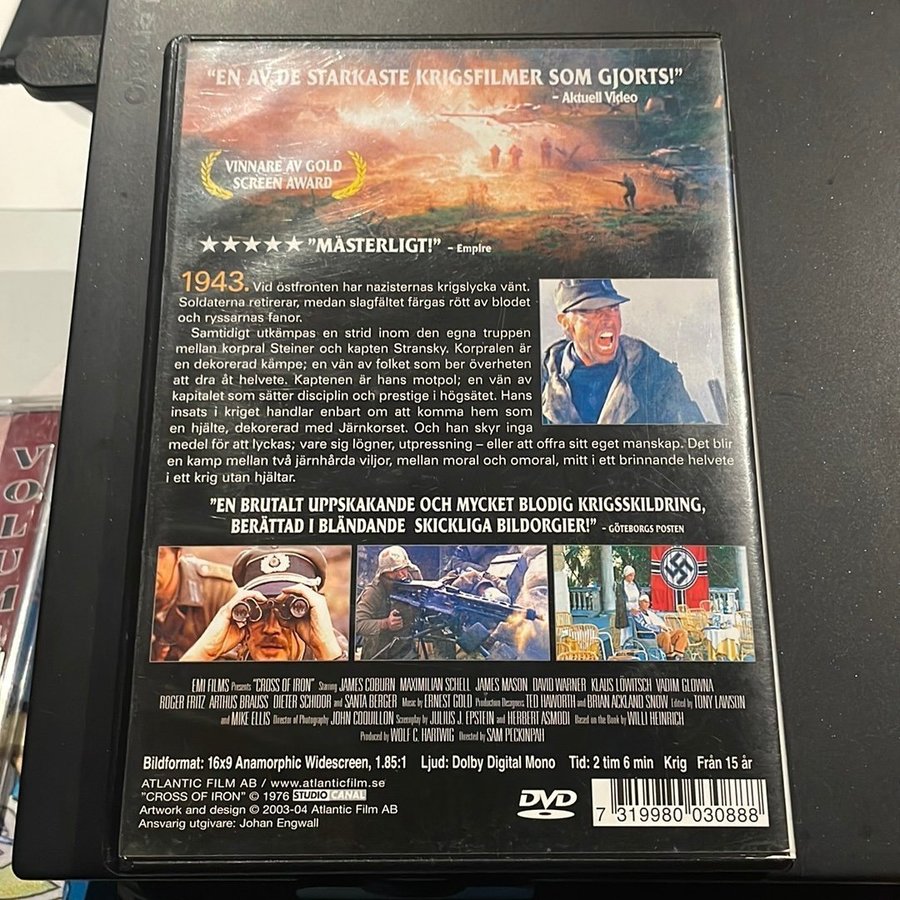 "EN AV DE STARKASTE KRIGSFILMER SOM GJORTS!"
– Aktuell Video
VINNARE AV GOLD
SCREEN AWARD
★★★★★ "MÄSTERLIGT!" - Empire
1943. Vid östfronten har nazisternas krigslycka vänt.
Soldaterna retirerar, medan slagfältet färgas rött av blodet
och ryssarnas fanor.
Samtidigt utkämpas en strid inom den egna truppen
mellan korpral Steiner och kapten Stransky. Korpralen är
en dekorerad kämpe; en vän av folket som ber överheten
att dra åt helvete. Kaptenen är hans motpol; en vän av
kapitalet som sätter disciplin och prestige i högsätet. Hans
insats i kriget handlar enbart om att komma hem som
en hjälte, dekorerad med Järnkorset. Och han skyr inga
medel för att lyckas; vare sig lögner, utpressning – eller att offra sitt eget manskap. Det blir
en kamp mellan två järnhårda viljor, mellan moral och omoral, mitt i ett brinnande helvete
i ett krig utan hjältar.
"EN BRUTALT UPPSKAKANDE OCH MYCKET BLODIG KRIGSSKILDRING,
BERÄTTAD I BLÄNDANDE SKICKLIGA BILDORGIER!" - GÖTEBORGS POSTEN
EMI FILMS Presents "CROSS OF IRON" Starring JAMES COBURN MAXIMILIAN SCHELL JAMES MASON DAVID WARNER KLAUS LÖWITSCH VADIM GLOWNA
ROGER FRITZ ARTHUR BRAUSS DIETER SCHIDOR and SANTA BERGER Music by ERNEST GOLD Production Designers TED HAWORTH and BRIAN ACKLAND SNOW Edited by TONY LAWSON
and MIKE ELLIS Director of Photography JOHN COQUILLON Screenplay by JULIUS J. EPSTEIN and HERBERT ASMODI Based on the Book by WILLI HEINRICH
Produced by WOLF C. HARTWIG Directed by SAM PECKINPAH
Bildformat: 16x9 Anamorphic Widescreen, 1.85:1 Ljud: Dolby Digital Mono Tid: 2 tim 6 min Krig Från 15 år
ATLANTIC FILM AB / www.atlanticfilm.se
"CROSS OF IRON" © 1976 STUDIO CANAL
Artwork and design © 2003-04 Atlantic Film AB
Ansvarig utgivare: Johan Engwall
DVD
7 319980 030888
VOLUM